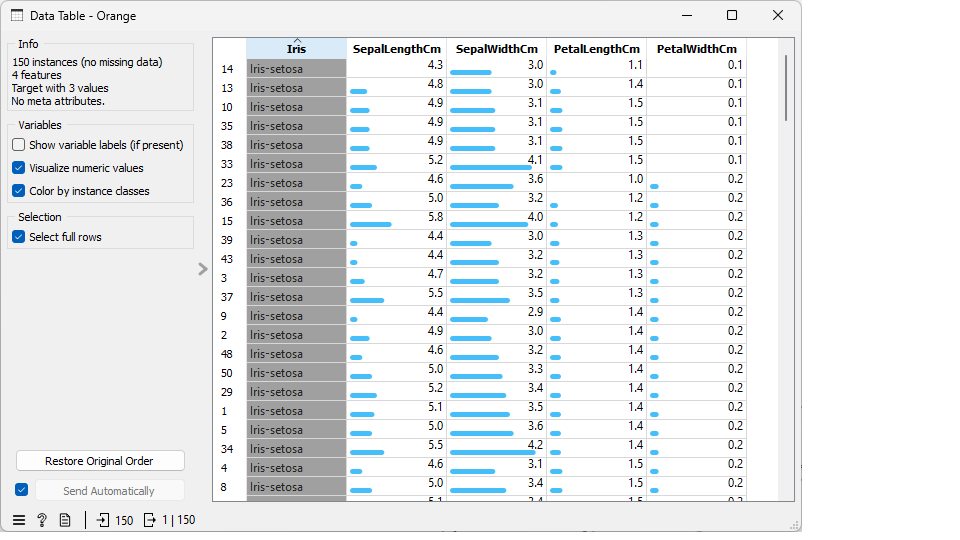 Data Table - Orange
Info
150 instances (no missing data)
4 features
Target with 3 values
No meta attributes.
Variables
Show variable labels (if present)
Visualize numeric values
Color by instance classes
Selection
Select full rows
Restore Original Order
Send Automatically
150
1 | 150
Iris SepalLengthCm SepalWidthCm PetalLengthCm PetalWidthCm
14 Iris-setosa 4.3 3.0 1.1 0.1
13 Iris-setosa 4.8 3.0 1.4 0.1
10 Iris-setosa 4.9 3.1 1.5 0.1
35 Iris-setosa 4.9 3.1 1.5 0.1
38 Iris-setosa 4.9 3.1 1.5 0.1
33 Iris-setosa 5.2 4.1 1.5 0.1
23 Iris-setosa 4.6 3.6 1.0 0.2
36 Iris-setosa 5.0 3.2 1.2 0.2
15 Iris-setosa 5.8 4.0 1.2 0.2
39 Iris-setosa 4.4 3.0 1.3 0.2
43 Iris-setosa 4.4 3.2 1.3 0.2
3 Iris-setosa 4.7 3.2 1.3 0.2
37 Iris-setosa 5.5 3.5 1.3 0.2
9 Iris-setosa 4.4 2.9 1.4 0.2
2 Iris-setosa 4.9 3.0 1.4 0.2
48 Iris-setosa 4.6 3.2 1.4 0.2
50 Iris-setosa 5.0 3.3 1.4 0.2
29 Iris-setosa 5.2 3.4 1.4 0.2
1 Iris-setosa 5.1 3.5 1.4 0.2
5 Iris-setosa 5.0 3.6 1.4 0.2
34 Iris-setosa 5.5 4.2 1.4 0.2
4 Iris-setosa 4.6 3.1 1.5 0.2
8 Iris-setosa 5.0 3.4 1.5 0.2